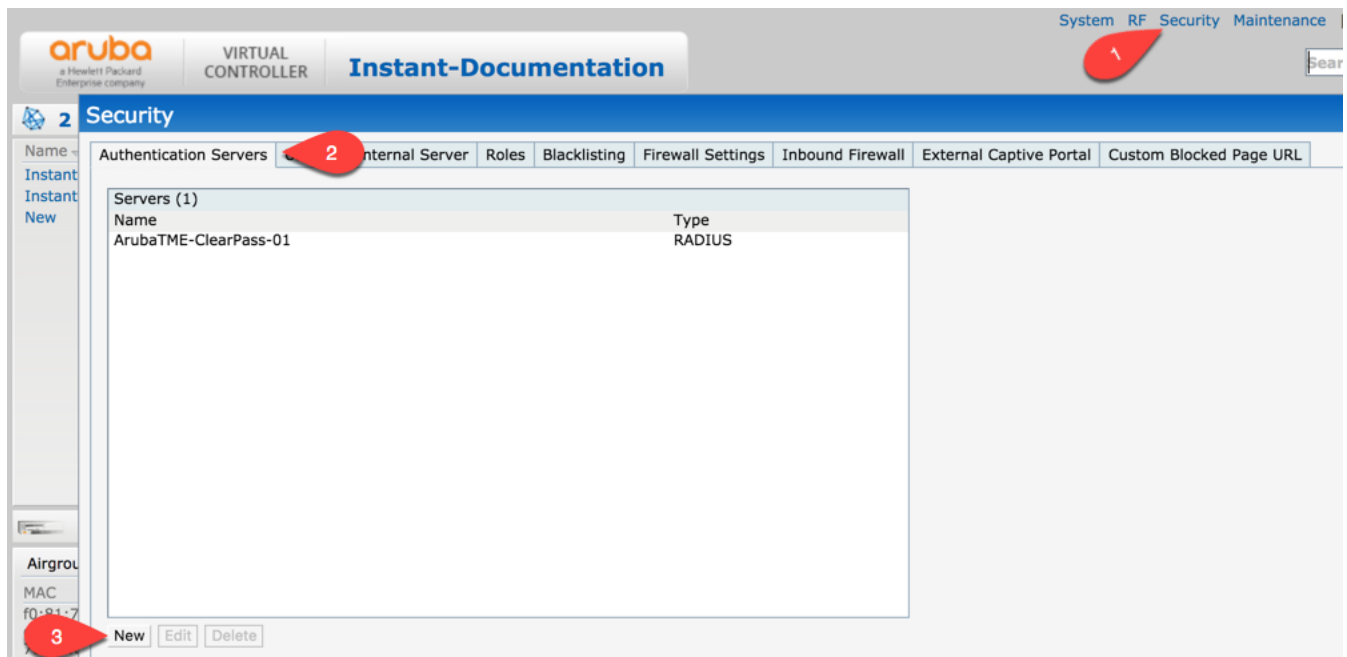 System RF Security Maintenance
1
aruba
a Hewlett Packard
Enterprise company
VIRTUAL
CONTROLLER
Instant-Documentation
2
Security
Name
Instant
Instant
New
Authentication Servers
2
Internal Server
Roles
Blacklisting
Firewall Settings
Inbound Firewall
External Captive Portal
Custom Blocked Page URL
Servers (1)
Name Type
ArubaTME-ClearPass-01 RADIUS
MAC
3
New Edit Delete